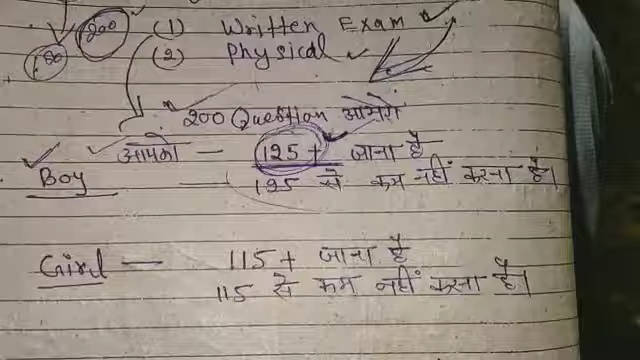 200 (1) Written Exam
(2) Physical
200 Question आयेगें
आपको — 125+ जाना है
Boy — 125 से कम नहीं करना है।
Girl — 115 + जाना है
115 से कम नहीं करना है।